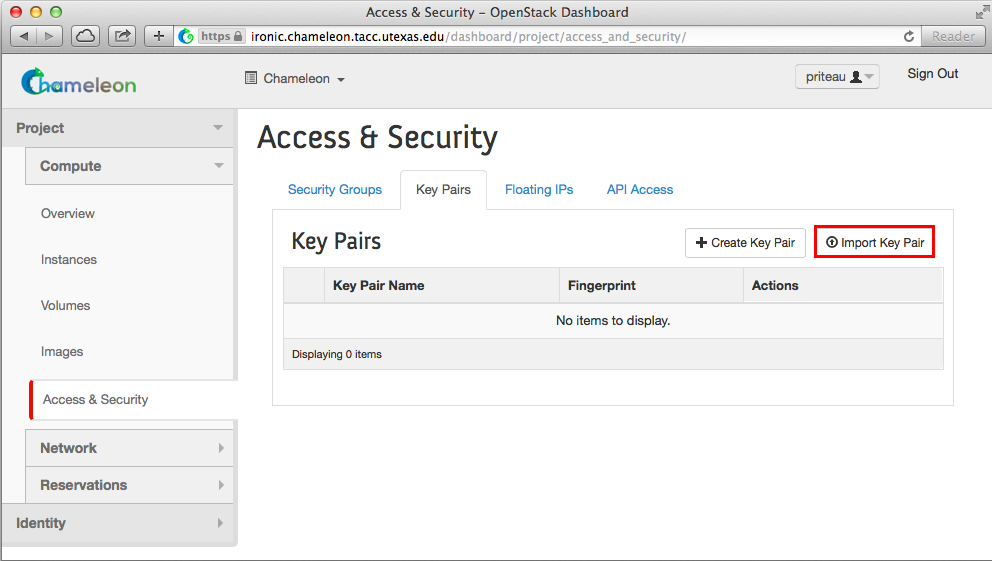 Access & Security – OpenStack Dashboard
https ironic.chameleon.tacc.utexas.edu/dashboard/project/access_and_security/ Reader
Chameleon
Chameleon
priteau
Sign Out
Project
Compute
Overview
Instances
Volumes
Images
Access & Security
Network
Reservations
Identity
Access & Security
Security Groups Key Pairs Floating IPs API Access
Key Pairs
Create Key Pair Import Key Pair
Key Pair Name Fingerprint Actions
No items to display.
Displaying 0 items